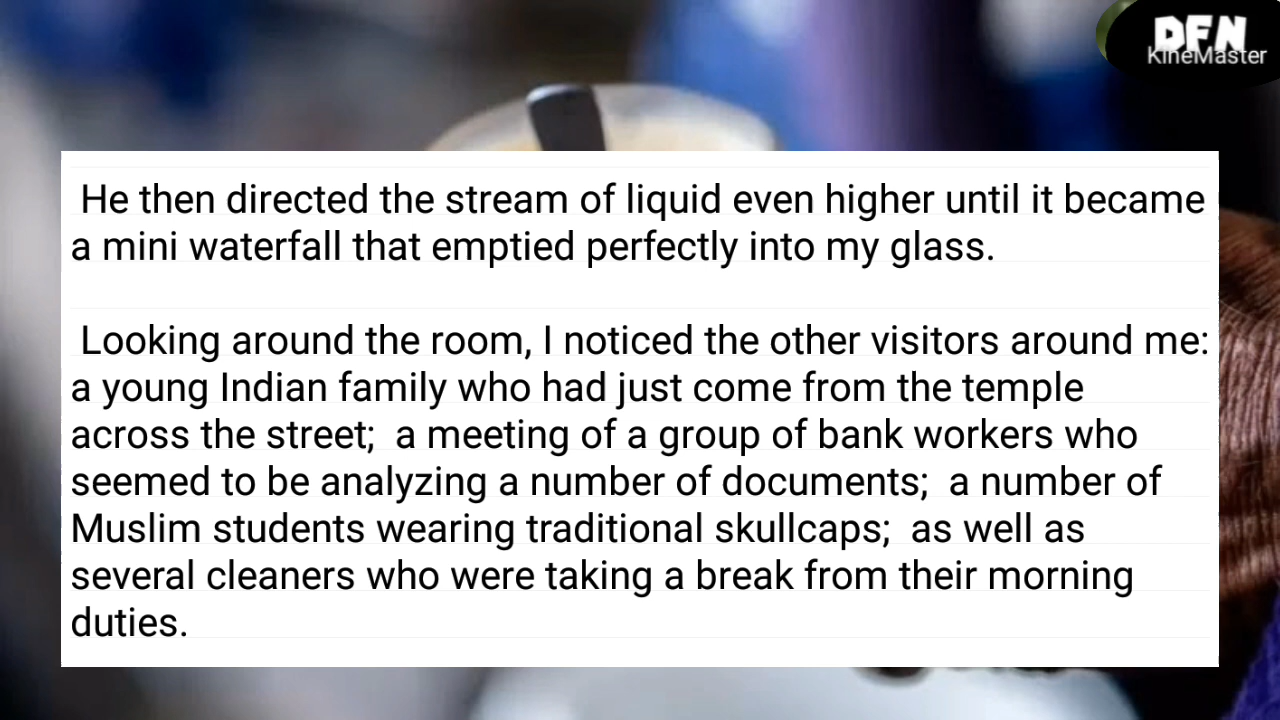 DFN
KineMaster
He then directed the stream of liquid even higher until it became
a mini waterfall that emptied perfectly into my glass.
Looking around the room, I noticed the other visitors around me:
a young Indian family who had just come from the temple
across the street;  a meeting of a group of bank workers who
seemed to be analyzing a number of documents;  a number of
Muslim students wearing traditional skullcaps;  as well as
several cleaners who were taking a break from their morning
duties.